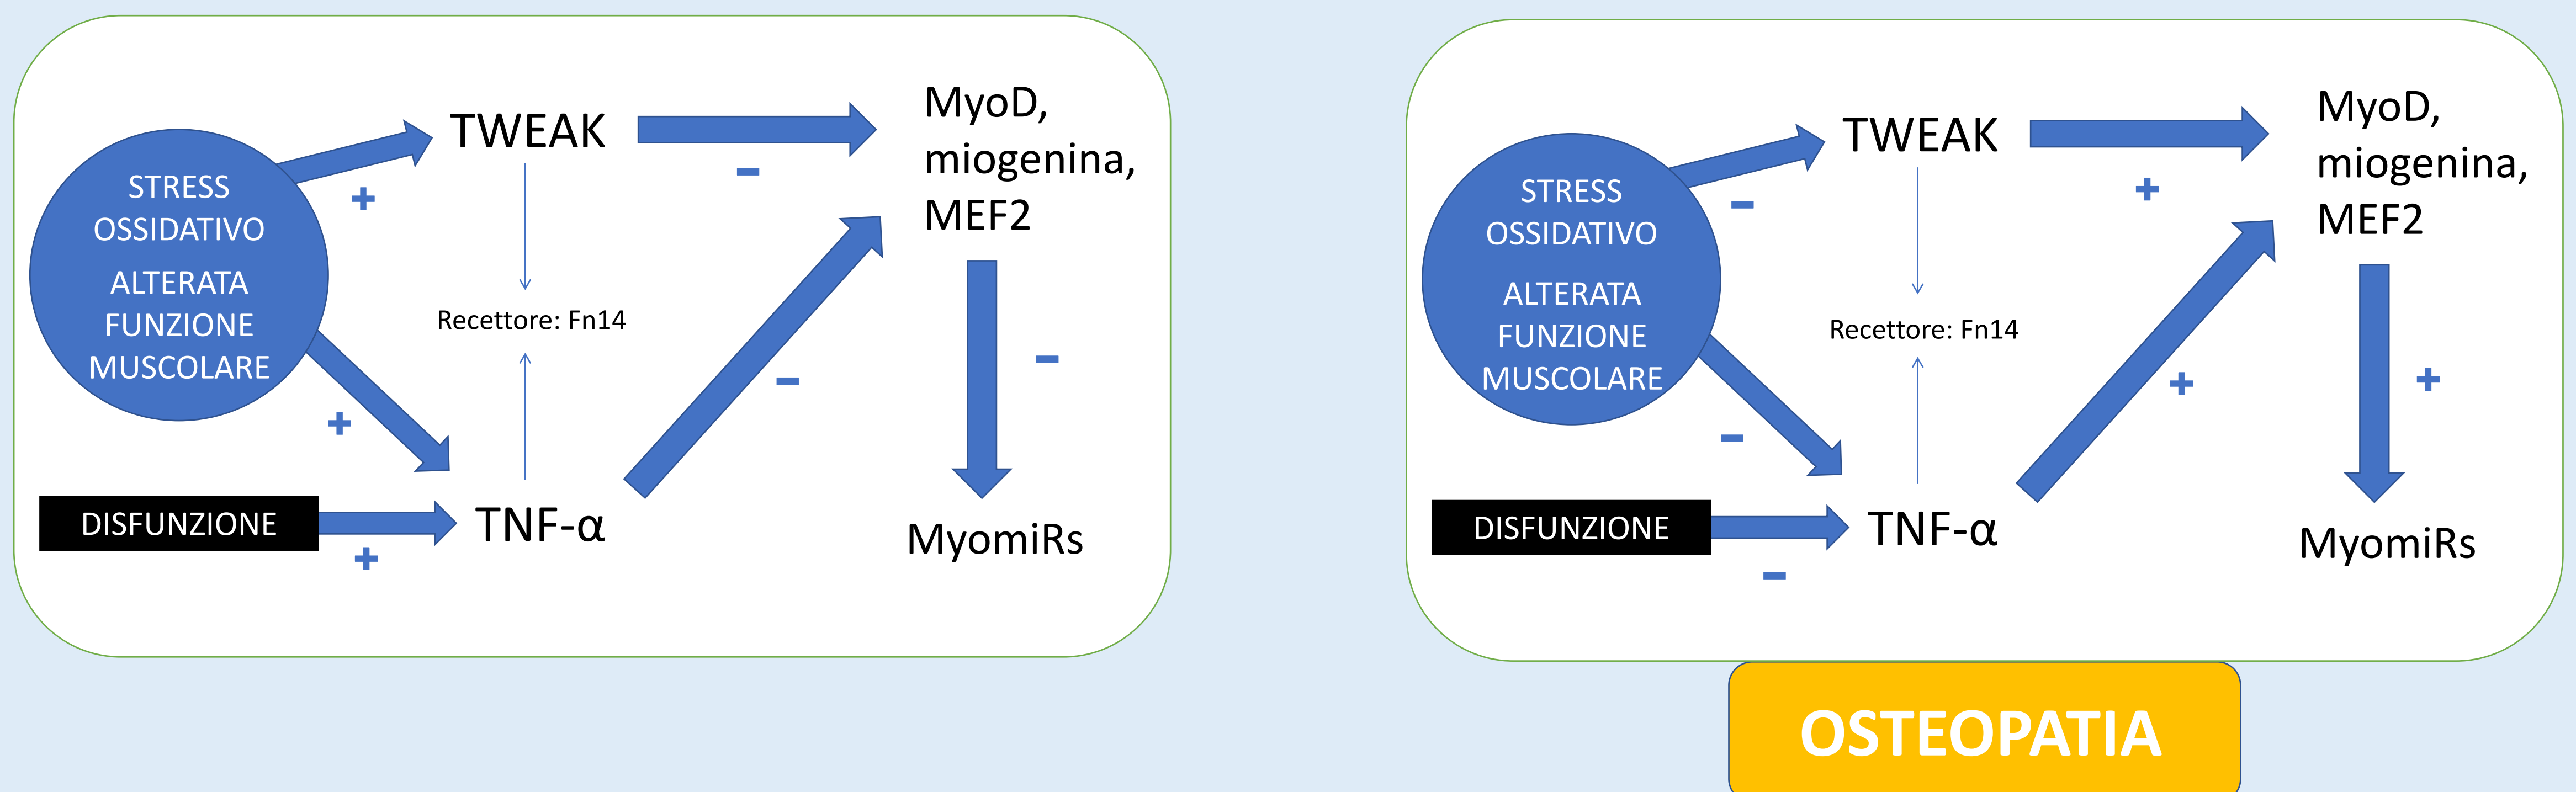 STRESS
OSSIDATIVO
ALTERATA
FUNZIONE
MUSCOLARE
+
TWEAK
−
MyoD,
miogenina,
MEF2
Recettore: Fn14
+
−
−
DISFUNZIONE
+
TNF-α
MyomiRs
STRESS
OSSIDATIVO
ALTERATA
FUNZIONE
MUSCOLARE
−
TWEAK
+
MyoD,
miogenina,
MEF2
Recettore: Fn14
−
+
+
DISFUNZIONE
−
TNF-α
MyomiRs
OSTEOPATIA